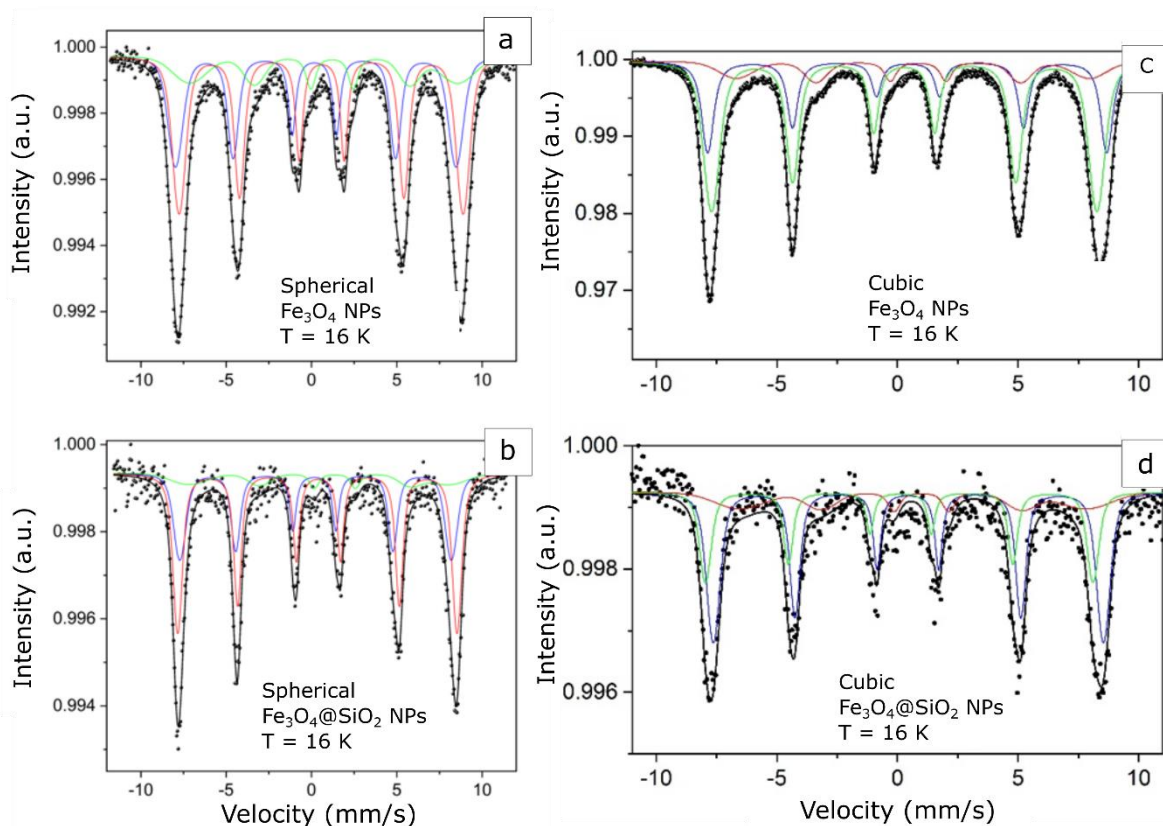 a
Intensity (a.u.)
1.000
0.998
0.996
0.994
0.992
Spherical
Fe₃O₄ NPs
T = 16 K
-10
-5
0
5
10
c
Intensity (a.u.)
1.00
0.99
0.98
0.97
Cubic
Fe₃O₄ NPs
T = 16 K
-10
-5
0
5
10
b
Intensity (a.u.)
1.000
0.998
0.996
0.994
Spherical
Fe₃O₄@SiO₂ NPs
T = 16 K
-10
-5
0
5
10
Velocity (mm/s)
d
Intensity (a.u.)
1.000
0.998
0.996
Cubic
Fe₃O₄@SiO₂ NPs
T = 16 K
-10
-5
0
5
10
Velocity (mm/s)